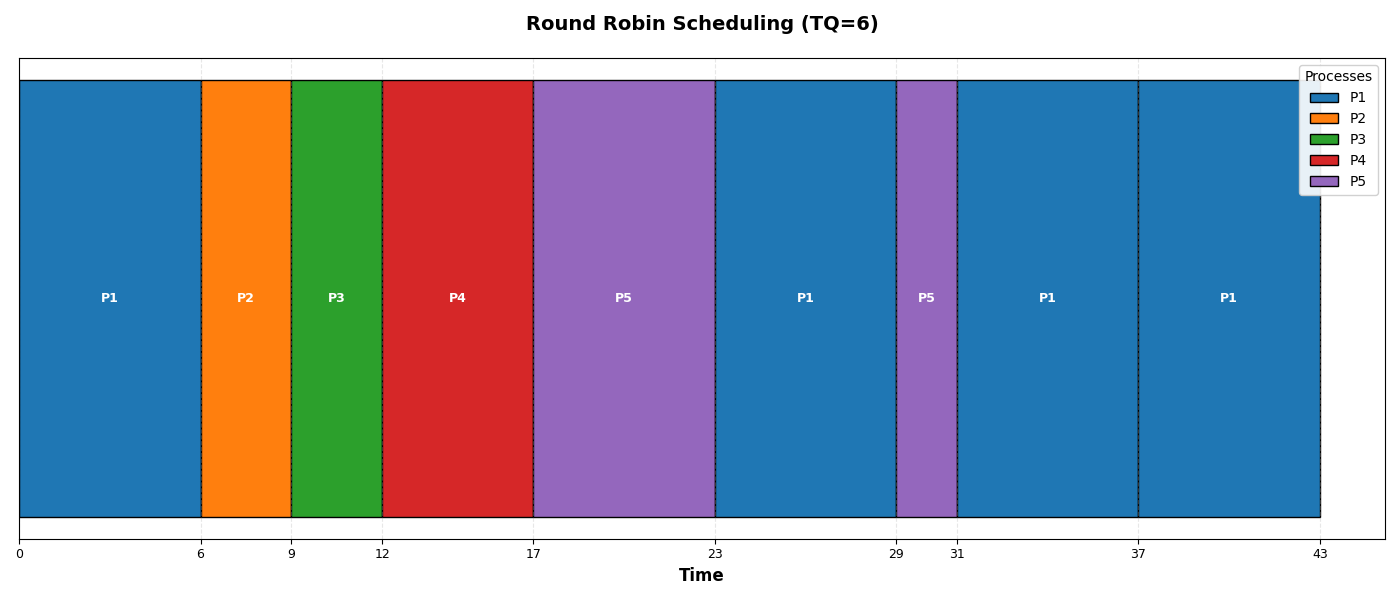 Round Robin Scheduling (TQ=6)
Processes
P1
P2
P3
P4
P5
P1 P2 P3 P4 P5 P1 P5 P1 P1
0 6 9 12 17 23 29 31 37 43
Time